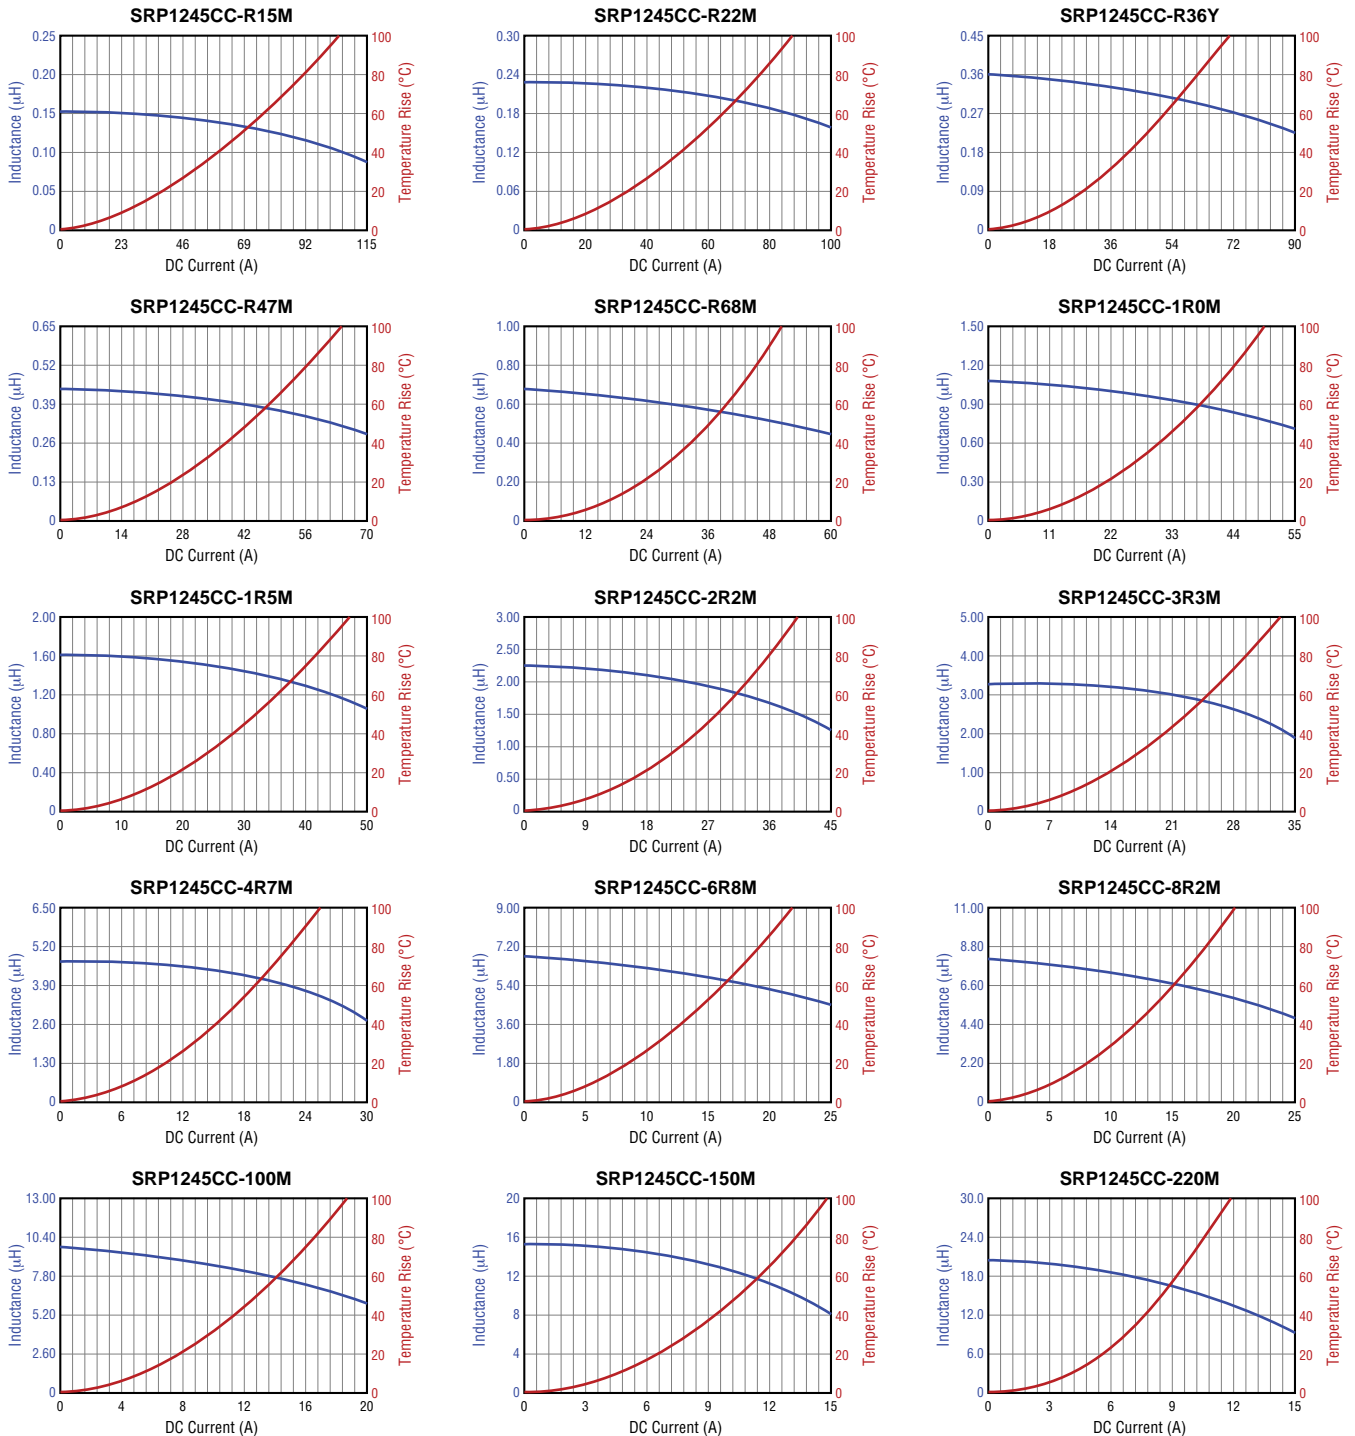 SRP1245CC-R15M
0.25
0.20
0.15
0.10
0.05
0
Inductance (µH)
100
80
60
40
20
0
Temperature Rise (°C)
0 23 46 69 92 115
DC Current (A)
SRP1245CC-R22M
0.30
0.24
0.18
0.12
0.06
0
Inductance (µH)
100
80
60
40
20
0
Temperature Rise (°C)
0 20 40 60 80 100
DC Current (A)
SRP1245CC-R36Y
0.45
0.36
0.27
0.18
0.09
0
Inductance (µH)
100
80
60
40
20
0
Temperature Rise (°C)
0 18 36 54 72 90
DC Current (A)
SRP1245CC-R47M
0.65
0.52
0.39
0.26
0.13
0
Inductance (µH)
100
80
60
40
20
0
Temperature Rise (°C)
0 14 28 42 56 70
DC Current (A)
SRP1245CC-R68M
1.00
0.80
0.60
0.40
0.20
0
Inductance (µH)
100
80
60
40
20
0
Temperature Rise (°C)
0 12 24 36 48 60
DC Current (A)
SRP1245CC-1R0M
1.50
1.20
0.90
0.60
0.30
0
Inductance (µH)
100
80
60
40
20
0
Temperature Rise (°C)
0 11 22 33 44 55
DC Current (A)
SRP1245CC-1R5M
2.00
1.60
1.20
0.80
0.40
0
Inductance (µH)
100
80
60
40
20
0
Temperature Rise (°C)
0 10 20 30 40 50
DC Current (A)
SRP1245CC-2R2M
3.00
2.50
2.00
1.50
1.00
0.50
0
Inductance (µH)
100
80
60
40
20
0
Temperature Rise (°C)
0 9 18 27 36 45
DC Current (A)
SRP1245CC-3R3M
5.00
4.00
3.00
2.00
1.00
0
Inductance (µH)
100
80
60
40
20
0
Temperature Rise (°C)
0 7 14 21 28 35
DC Current (A)
SRP1245CC-4R7M
6.50
5.20
3.90
2.60
1.30
0
Inductance (µH)
100
80
60
40
20
0
Temperature Rise (°C)
0 6 12 18 24 30
DC Current (A)
SRP1245CC-6R8M
9.00
7.20
5.40
3.60
1.80
0
Inductance (µH)
100
80
60
40
20
0
Temperature Rise (°C)
0 5 10 15 20 25
DC Current (A)
SRP1245CC-8R2M
11.00
8.80
6.60
4.40
2.20
0
Inductance (µH)
100
80
60
40
20
0
Temperature Rise (°C)
0 5 10 15 20 25
DC Current (A)
SRP1245CC-100M
13.00
10.40
7.80
5.20
2.60
0
Inductance (µH)
100
80
60
40
20
0
Temperature Rise (°C)
0 4 8 12 16 20
DC Current (A)
SRP1245CC-150M
20
16
12
8
4
0
Inductance (µH)
100
80
60
40
20
0
Temperature Rise (°C)
0 3 6 9 12 15
DC Current (A)
SRP1245CC-220M
30.0
24.0
18.0
12.0
6.0
0
Inductance (µH)
100
80
60
40
20
0
Temperature Rise (°C)
0 3 6 9 12 15
DC Current (A)